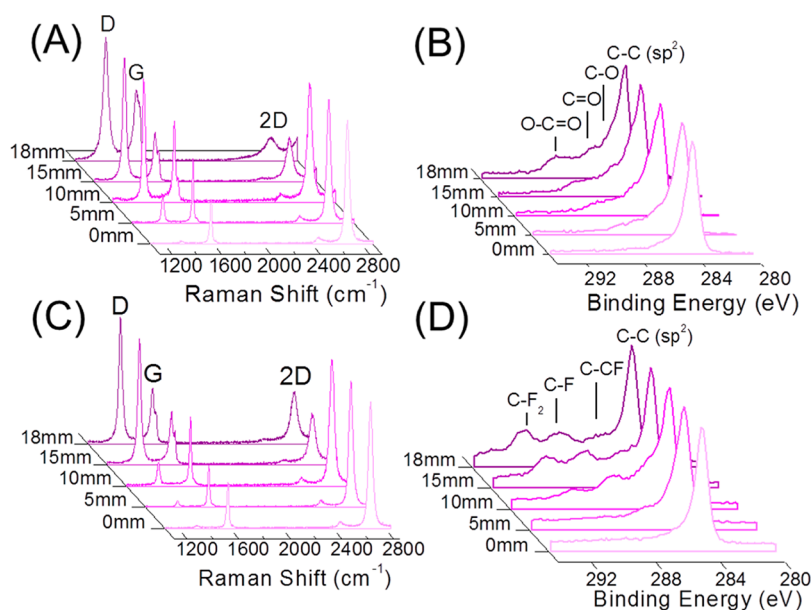 (A)
D
G
2D
18mm
15mm
10mm
5mm
0mm
1200 1600 2000 2400 2800
Raman Shift (cm⁻¹)
(B)
C-C (sp²)
C-O
C=O
O-C=O
18mm
15mm
10mm
5mm
0mm
292 288 284 280
Binding Energy (eV)
(C)
D
G
2D
18mm
15mm
10mm
5mm
0mm
1200 1600 2000 2400 2800
Raman Shift (cm⁻¹)
(D)
C-C (sp²)
C-CF
C-F
C-F₂
18mm
15mm
10mm
5mm
0mm
292 288 284 280
Binding Energy (eV)